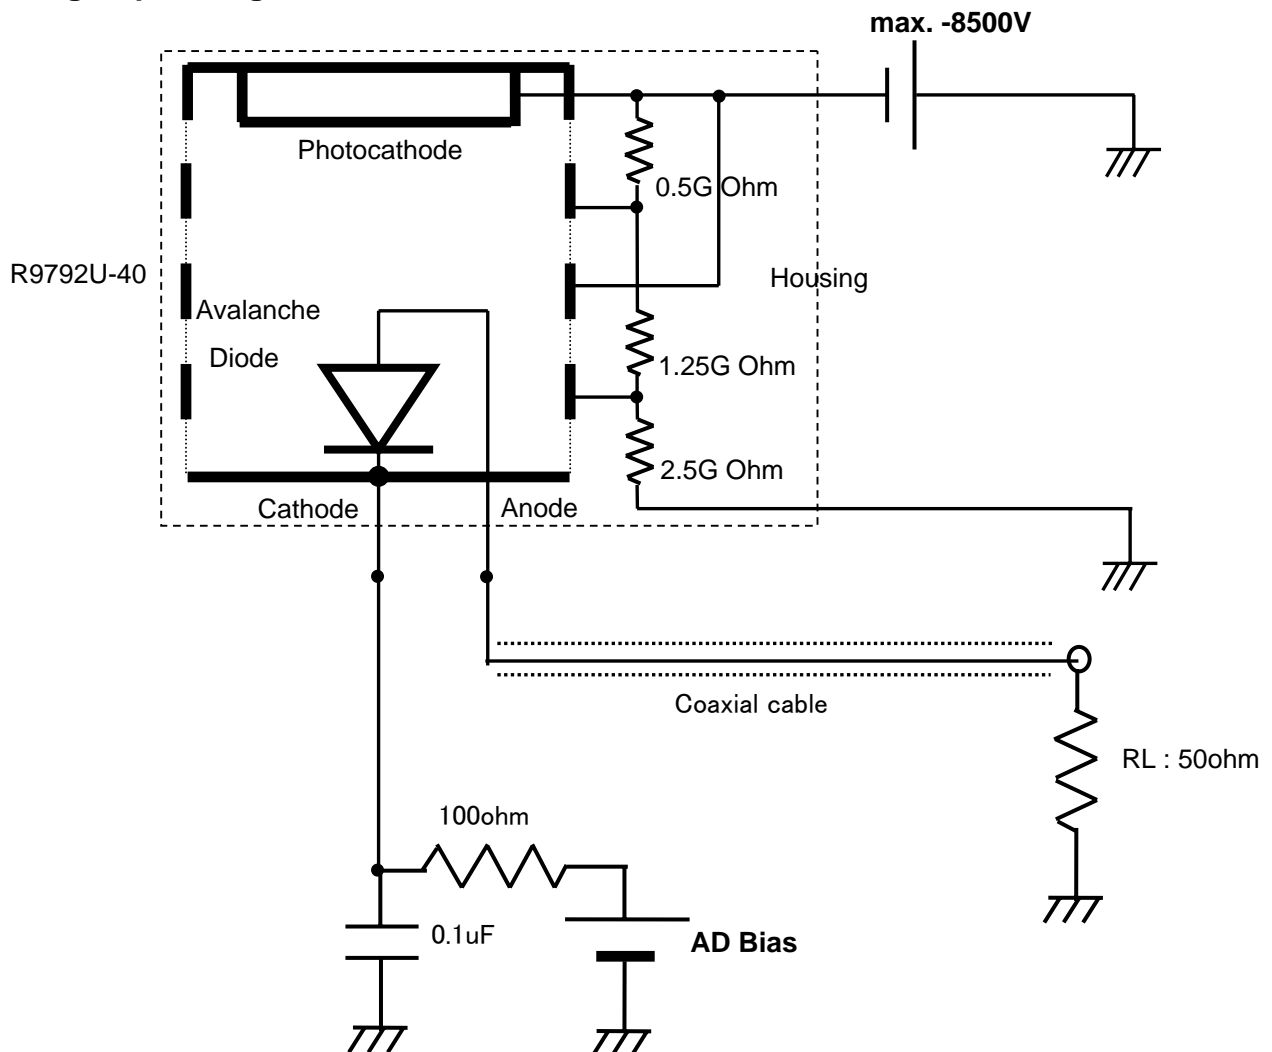 max. -8500V
Photocathode
0.5G Ohm
R9792U-40
Housing
Avalanche
Diode
1.25G Ohm
2.5G Ohm
Cathode
Anode
Coaxial cable
RL : 50ohm
100ohm
0.1uF
AD Bias